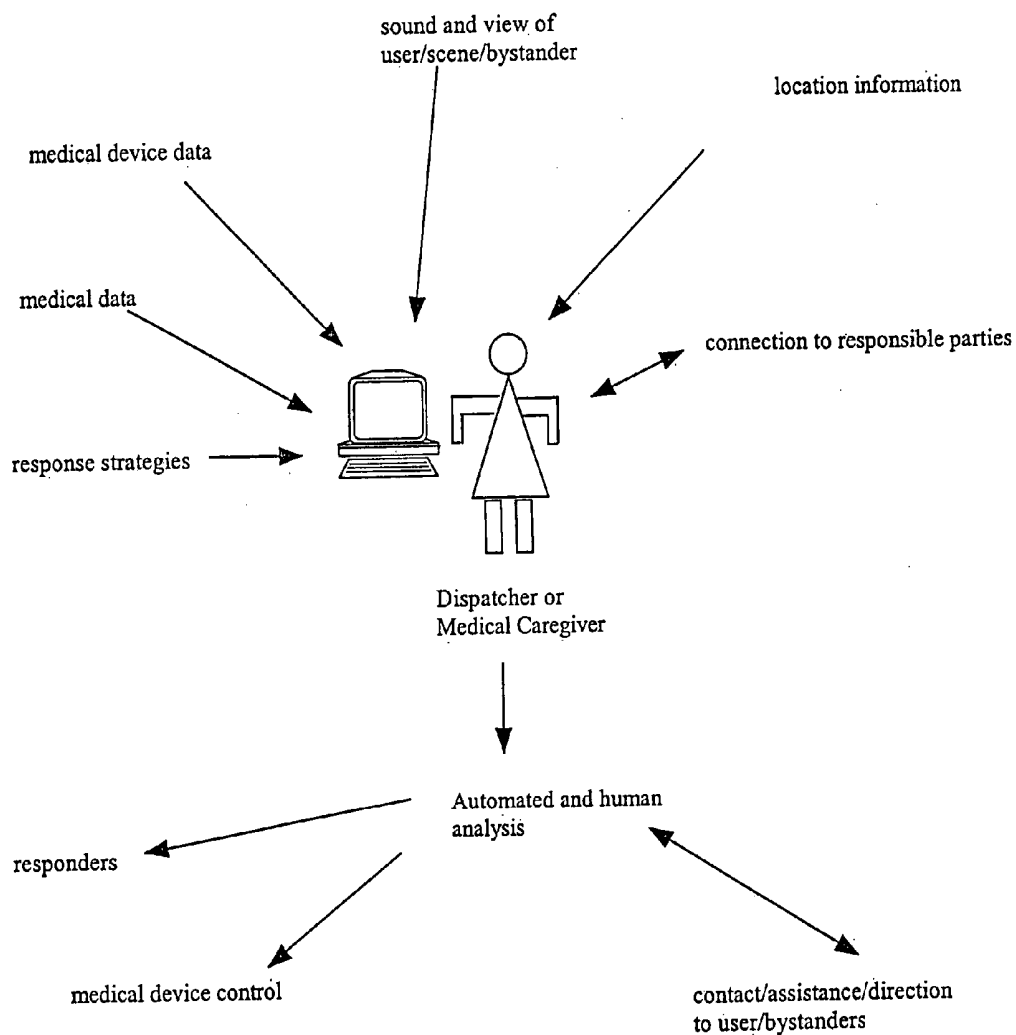 sound and view of
user/scene/bystander
location information
medical device data
medical data
connection to responsible parties
response strategies
Dispatcher or
Medical Caregiver
Automated and human
analysis
responders
medical device control
contact/assistance/direction
to user/bystanders